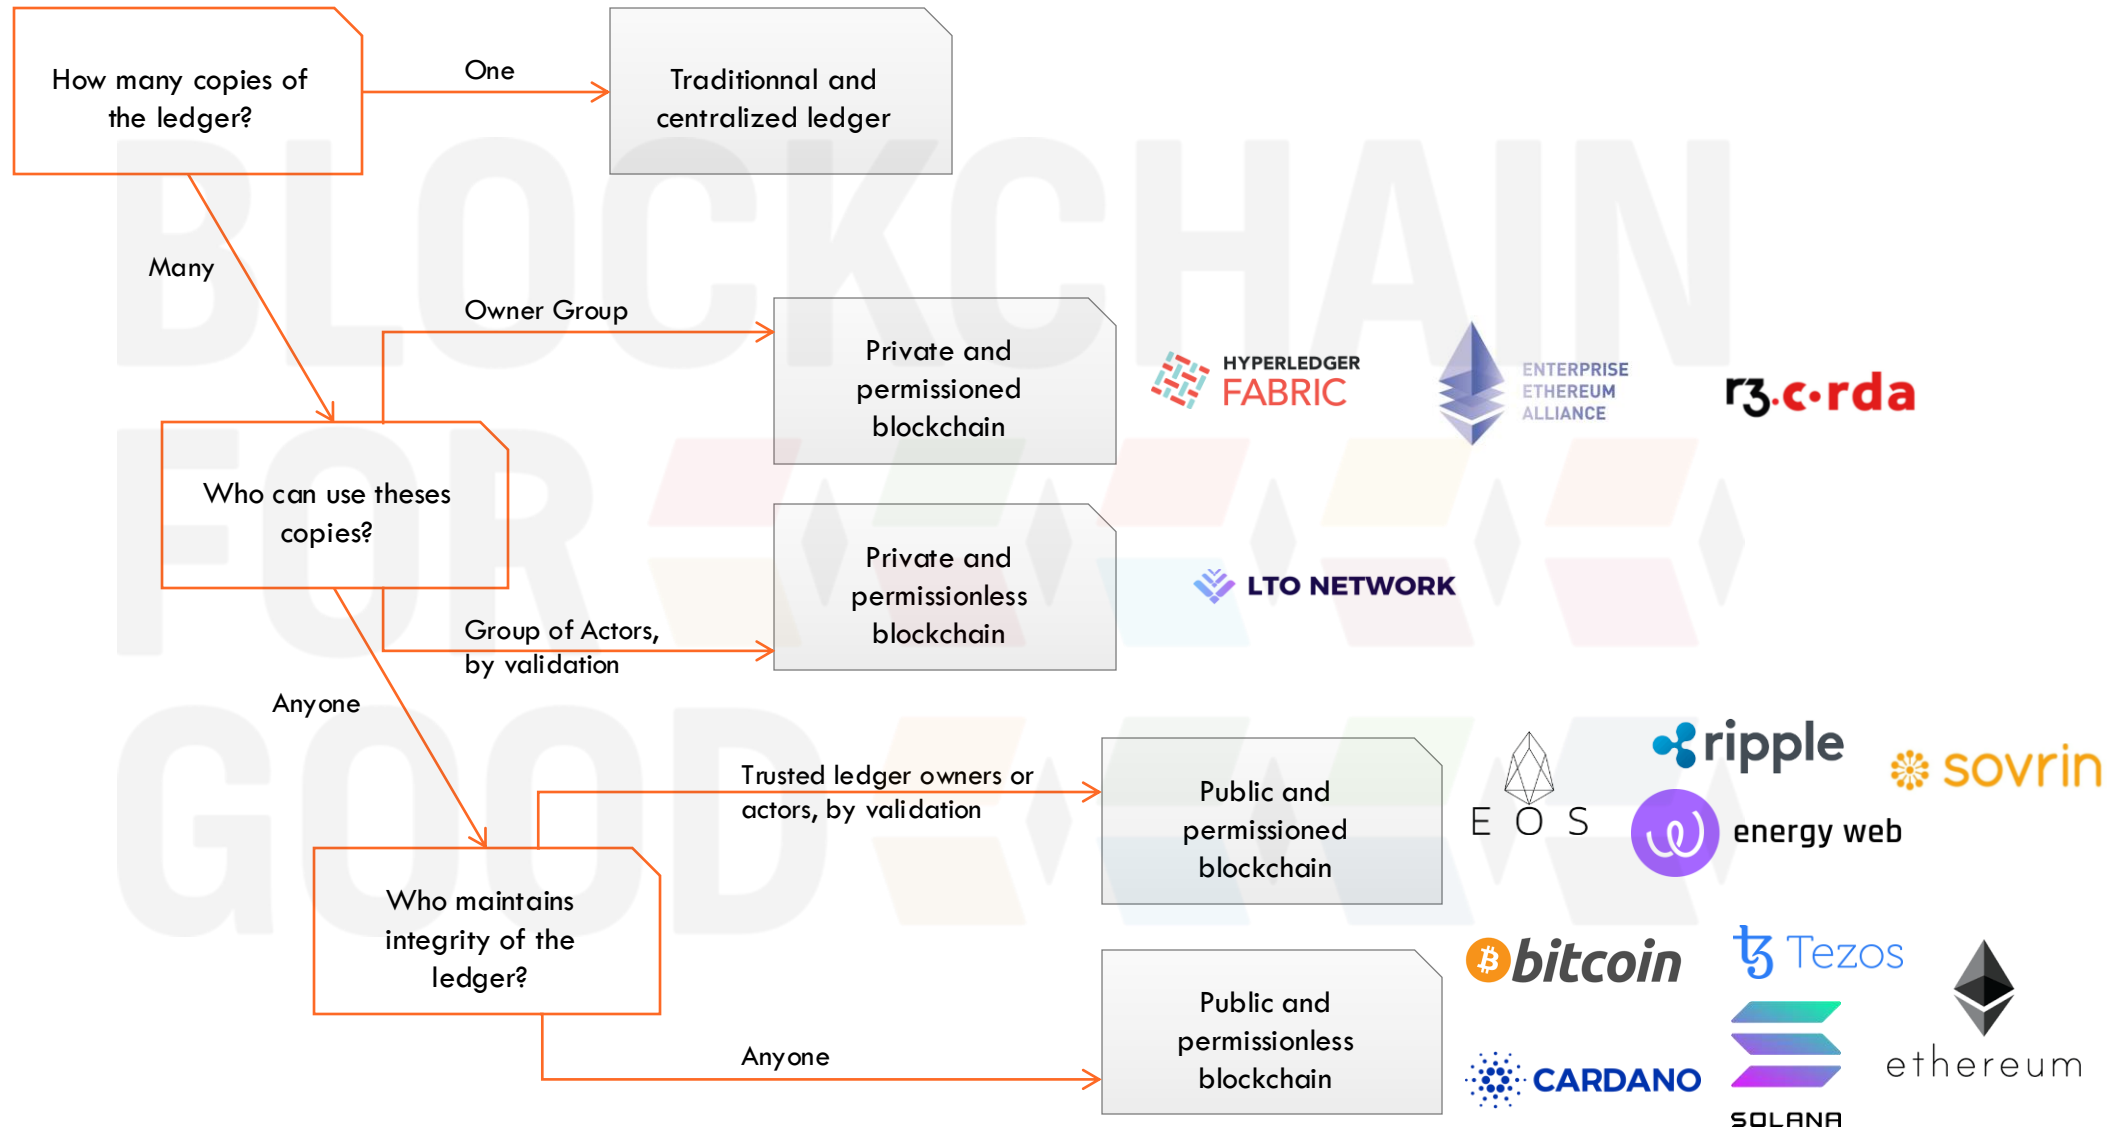 How many copies of
the ledger?
One
Traditionnal and
centralized ledger
BLOCKCHAIN
FOR
GOOD
Many
Owner Group
Private and
permissioned
blockchain
HYPERLEDGER
FABRIC
ENTERPRISE
ETHEREUM
ALLIANCE
r3.c•rda
Who can use theses
copies?
Group of Actors,
by validation
Private and
permissionless
blockchain
LTO NETWORK
Anyone
Trusted ledger owners or
actors, by validation
Public and
permissioned
blockchain
EOS
ripple
sovrin
energy web
Who maintains
integrity of the
ledger?
Anyone
Public and
permissionless
blockchain
bitcoin
Tezos
ethereum
CARDANO
SOLANA